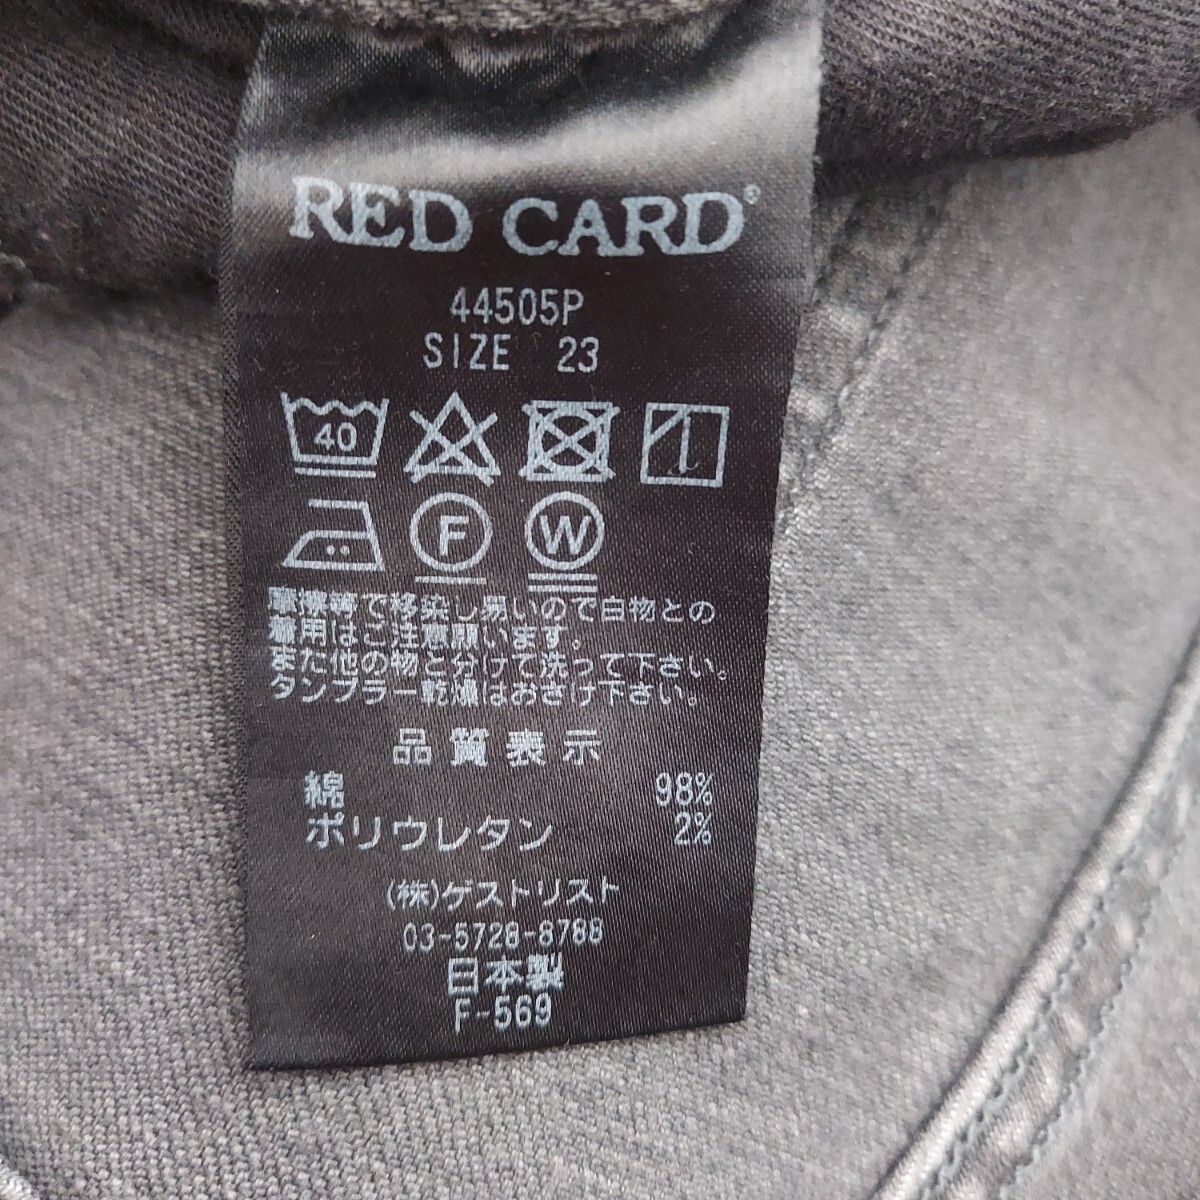 RED CARD®
44505P
SIZE 23
40
F W
摩擦等で移染し易いので白物との
着用はご注意願います。
また他の物と分けて洗って下さい。
タンブラー乾燥はおさけ下さい。
品質表示
綿 98%
ポリウレタン 2%
(株)ゲストリスト
03-5728-8788
日本製
F-569